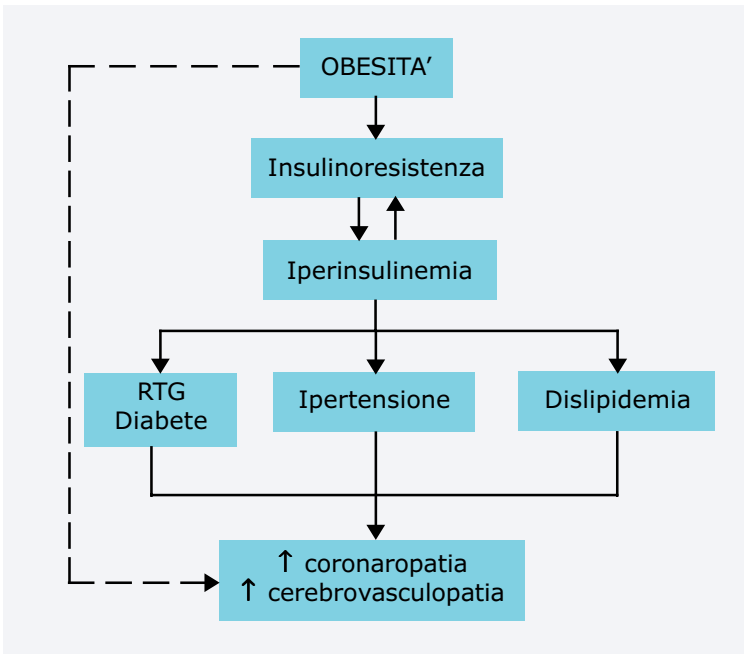 OBESITA’
Insulinoresistenza
Iperinsulinemia
RTG
Diabete
Ipertensione
Dislipidemia
↑ coronaropatia
↑ cerebrovasculopatia